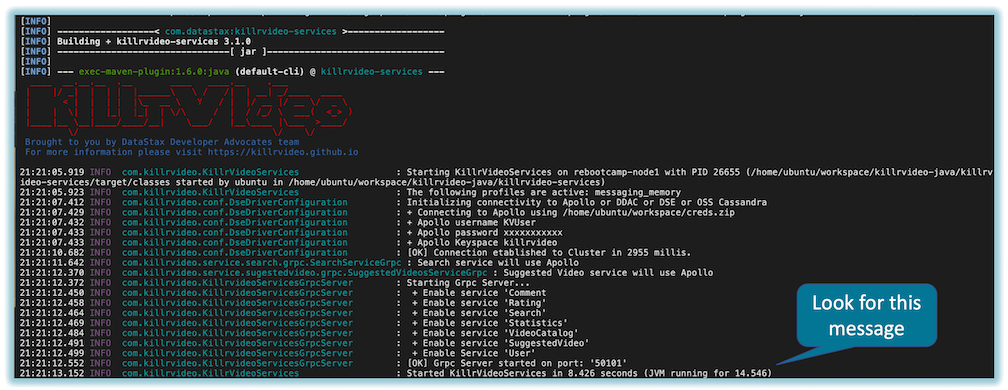 [INFO]
[INFO] ------------------< com.datastax:killrvideo-services >------------------
[INFO] Building + killrvideo-services 3.1.0
[INFO] --------------------------------[ jar ]---------------------------------
[INFO]
[INFO] --- exec-maven-plugin:1.6.0:java (default-cli) @ killrvideo-services ---
KillrVideo
Brought to you by DataStax Developer Advocates team
For more information please visit https://killrvideo.github.io
21:21:05.919 INFO com.killrvideo.KillrVideoServices : Starting KillrVideoServices on rebootcamp-node1 with PID 26655 (/home/ubuntu/workspace/killrvideo-java/killrv
ideo-services/target/classes started by ubuntu in /home/ubuntu/workspace/killrvideo-java/killrvideo-services)
21:21:05.923 INFO com.killrvideo.KillrVideoServices : The following profiles are active: messaging_memory
21:21:07.412 INFO com.killrvideo.conf.DseDriverConfiguration : Initializing connectivity to Apollo or DDAC or DSE or OSS Cassandra
21:21:07.429 INFO com.killrvideo.conf.DseDriverConfiguration : + Connecting to Apollo using /home/ubuntu/workspace/creds.zip
21:21:07.432 INFO com.killrvideo.conf.DseDriverConfiguration : + Apollo username KVUser
21:21:07.433 INFO com.killrvideo.conf.DseDriverConfiguration : + Apollo password xxxxxxxxxxx
21:21:07.433 INFO com.killrvideo.conf.DseDriverConfiguration : + Apollo Keyspace killrvideo
21:21:10.682 INFO com.killrvideo.conf.DseDriverConfiguration : [OK] Connection etablished to Cluster in 2955 millis.
21:21:11.642 INFO com.killrvideo.service.search.grpc.SearchServiceGrpc : Search service will use Apollo
21:21:12.370 INFO com.killrvideo.service.sugestedvideo.grpc.SuggestedVideosServiceGrpc : Suggested Video service will use Apollo
21:21:12.372 INFO com.killrvideo.KillrvideoServicesGrpcServer : Starting Grpc Server...
21:21:12.450 INFO com.killrvideo.KillrvideoServicesGrpcServer : + Enable service 'Comment
21:21:12.458 INFO com.killrvideo.KillrvideoServicesGrpcServer : + Enable service 'Rating'
21:21:12.464 INFO com.killrvideo.KillrvideoServicesGrpcServer : + Enable service 'Search'
21:21:12.469 INFO com.killrvideo.KillrvideoServicesGrpcServer : + Enable service 'Statistics'
21:21:12.484 INFO com.killrvideo.KillrvideoServicesGrpcServer : + Enable service 'VideoCatalog'
21:21:12.491 INFO com.killrvideo.KillrvideoServicesGrpcServer : + Enable service 'SuggestedVideo'
21:21:12.499 INFO com.killrvideo.KillrvideoServicesGrpcServer : + Enable Service 'User'
21:21:12.552 INFO com.killrvideo.KillrvideoServicesGrpcServer : [OK] Grpc Server started on port: '50101'
21:21:13.152 INFO com.killrvideo.KillrVideoServices : Started KillrVideoServices in 8.426 seconds (JVM running for 14.546)
Look for this
message